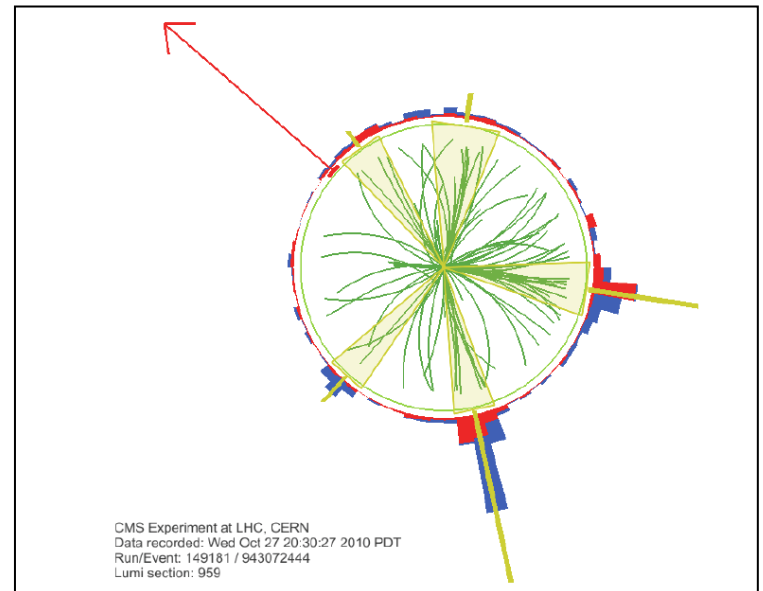 CMS Experiment at LHC, CERN
Data recorded: Wed Oct 27 20:30:27 2010 PDT
Run/Event: 149181 / 943072444
Lumi section: 959